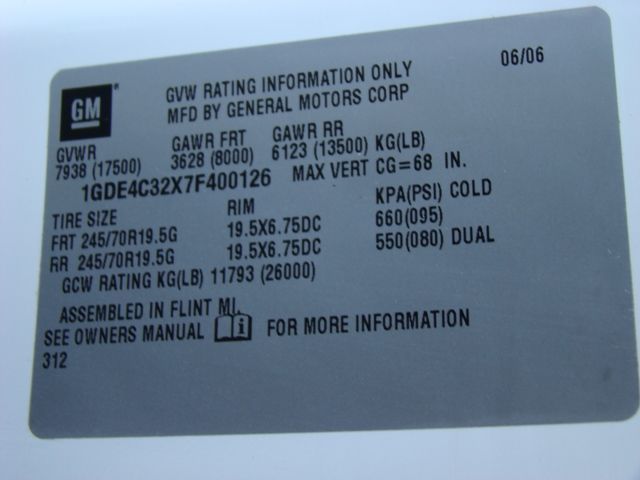 06/06
GM
GVW RATING INFORMATION ONLY
MFD BY GENERAL MOTORS CORP
GVWR GAWR FRT GAWR RR
7938 (17500) 3628 (8000) 6123 (13500) KG(LB)
1GDE4C32X7F400126 MAX VERT CG=68 IN.
TIRE SIZE RIM KPA(PSI) COLD
FRT 245/70R19.5G 19.5X6.75DC 660(095)
RR 245/70R19.5G 19.5X6.75DC 550(080) DUAL
GCW RATING KG(LB) 11793 (26000)
ASSEMBLED IN FLINT MI.
SEE OWNERS MANUAL i FOR MORE INFORMATION
312